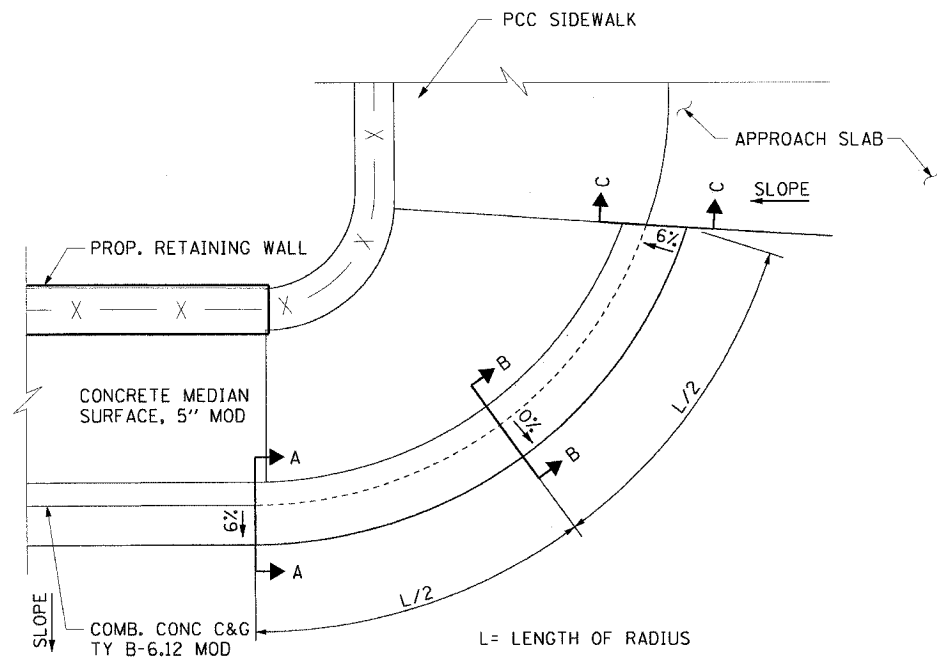 PCC SIDEWALK
APPROACH SLAB
C
C
SLOPE
6%
PROP. RETAINING WALL
X
X
X
X
X
CONCRETE MEDIAN
SURFACE, 5" MOD
B
0%
B
L/2
A
6%
A
L/2
SLOPE
COMB. CONC C&G
TY B-6.12 MOD
L= LENGTH OF RADIUS